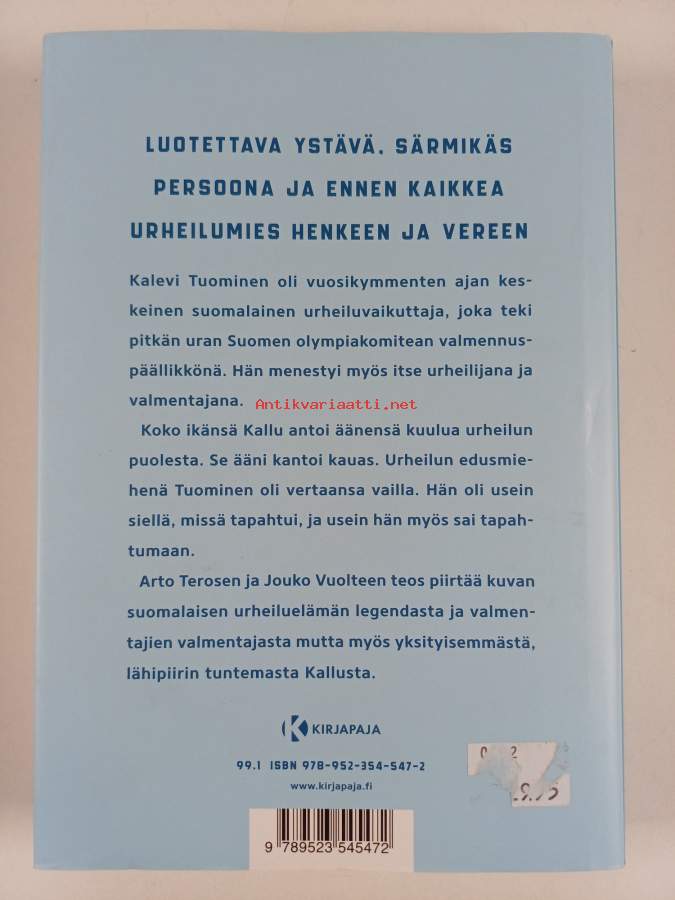 LUOTETTAVA YSTÄVÄ, SÄRMIKÄS
PERSOONA JA ENNEN KAIKKEA
URHEILUMIES HENKEEN JA VEREEN
Kalevi Tuominen oli vuosikymmenten ajan kes-
keinen suomalainen urheiluvaikuttaja, joka teki
pitkän uran Suomen olympiakomitean valmennus-
päällikkönä. Hän menestyi myös itse urheilijana ja
valmentajana.
Antikvariaatti.net
Koko ikänsä Kallu antoi äänensä kuulua urheilun
puolesta. Se ääni kantoi kauas. Urheilun edusmie-
henä Tuominen oli vertaansa vailla. Hän oli usein
siellä, missä tapahtui, ja usein hän myös sai tapah-
tumaan.
Arto Terosen ja Jouko Vuolteen teos piirtää kuvan
suomalaisen urheiluelämän legendasta ja valmen-
tajien valmentajasta mutta myös yksityisemmästä,
lähipiirin tuntemasta Kallusta.
KIRJAPAJA
99.1 ISBN 978-952-354-547-2
www.kirjapaja.fi
9 789523 545472